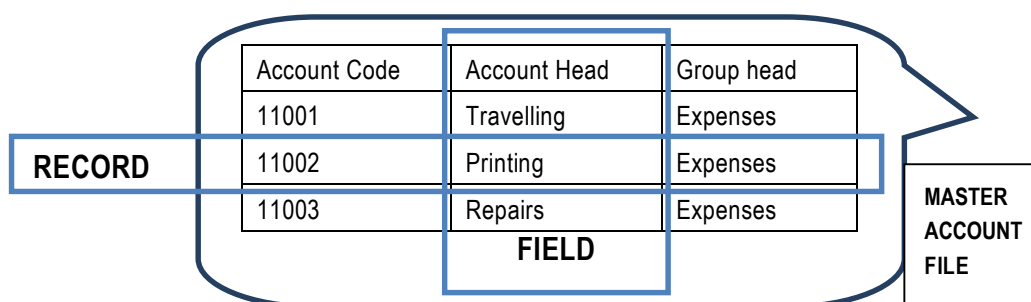 Account Code Account Head Group head
11001 Travelling Expenses
RECORD 11002 Printing Expenses
11003 Repairs Expenses
FIELD
MASTER
ACCOUNT
FILE